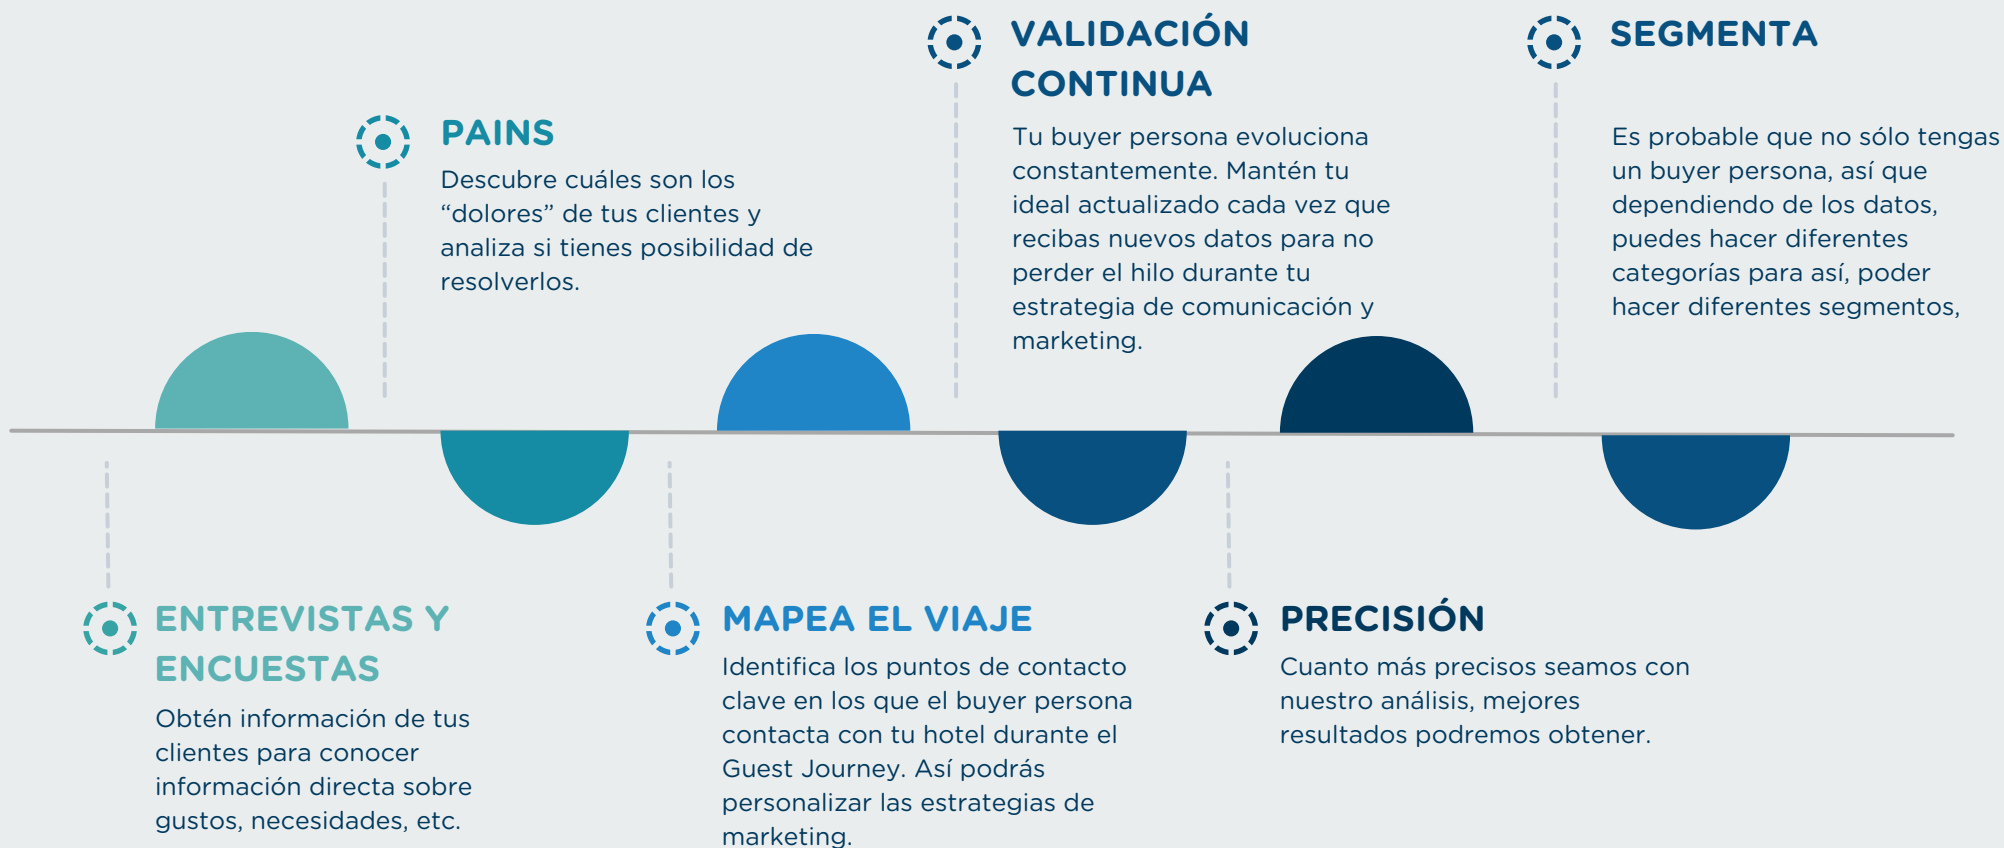 ENTREVISTAS Y
ENCUESTAS
Obtén información de tus
clientes para conocer
información directa sobre
gustos, necesidades, etc.
PAINS
Descubre cuáles son los
“dolores” de tus clientes y
analiza si tienes posibilidad de
resolverlos.
MAPEA EL VIAJE
Identifica los puntos de contacto
clave en los que el buyer persona
contacta con tu hotel durante el
Guest Journey. Así podrás
personalizar las estrategias de
marketing.
VALIDACIÓN
CONTINUA
Tu buyer persona evoluciona
constantemente. Mantén tu
ideal actualizado cada vez que
recibas nuevos datos para no
perder el hilo durante tu
estrategia de comunicación y
marketing.
PRECISIÓN
Cuanto más precisos seamos con
nuestro análisis, mejores
resultados podremos obtener.
SEGMENTA
Es probable que no sólo tengas
un buyer persona, así que
dependiendo de los datos,
puedes hacer diferentes
categorías para así, poder
hacer diferentes segmentos,